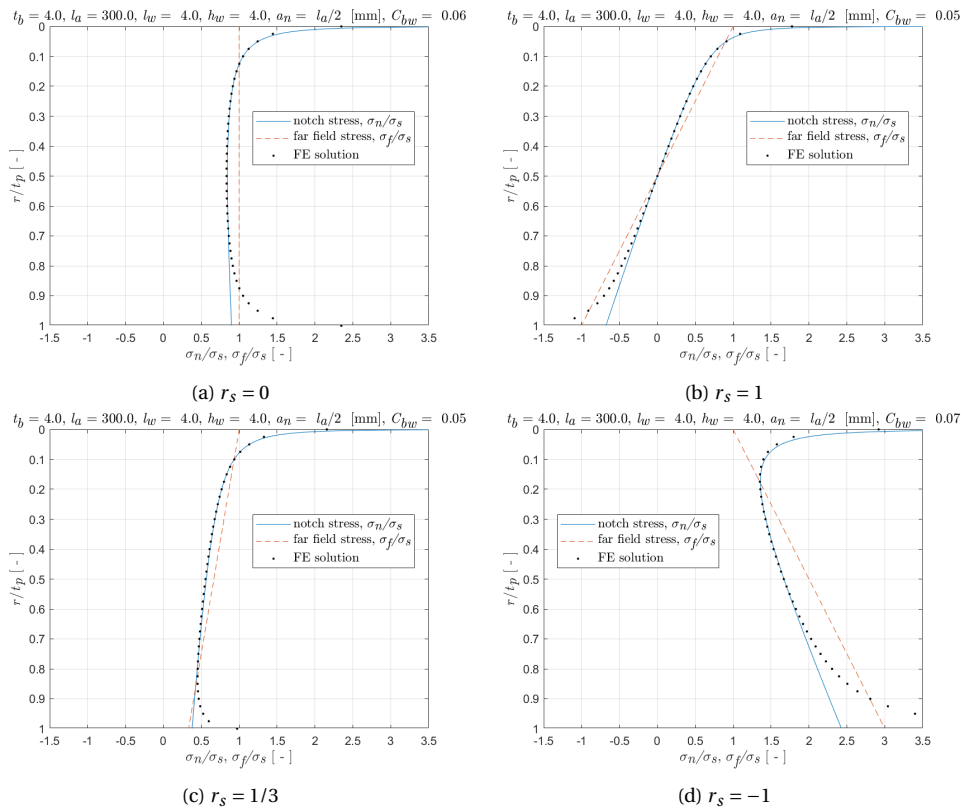 t_b = 4.0, l_a = 300.0, l_w = 4.0, h_w = 4.0, a_n = l_a/2 [mm], C_bw = 0.06
0
0.1
0.2
0.3
0.4
0.5
0.6
0.7
0.8
0.9
1
r/t_p [ - ]
notch stress, σ_n/σ_s
far field stress, σ_f/σ_s
FE solution
-1.5 -1 -0.5 0 0.5 1 1.5 2 2.5 3 3.5
σ_n/σ_s, σ_f/σ_s [ - ]
(a) r_s = 0
t_b = 4.0, l_a = 300.0, l_w = 4.0, h_w = 4.0, a_n = l_a/2 [mm], C_bw = 0.05
0
0.1
0.2
0.3
0.4
0.5
0.6
0.7
0.8
0.9
1
r/t_p [ - ]
notch stress, σ_n/σ_s
far field stress, σ_f/σ_s
FE solution
-1.5 -1 -0.5 0 0.5 1 1.5 2 2.5 3 3.5
σ_n/σ_s, σ_f/σ_s [ - ]
(b) r_s = 1
t_b = 4.0, l_a = 300.0, l_w = 4.0, h_w = 4.0, a_n = l_a/2 [mm], C_bw = 0.05
0
0.1
0.2
0.3
0.4
0.5
0.6
0.7
0.8
0.9
1
r/t_p [ - ]
notch stress, σ_n/σ_s
far field stress, σ_f/σ_s
FE solution
-1.5 -1 -0.5 0 0.5 1 1.5 2 2.5 3 3.5
σ_n/σ_s, σ_f/σ_s [ - ]
(c) r_s = 1/3
t_b = 4.0, l_a = 300.0, l_w = 4.0, h_w = 4.0, a_n = l_a/2 [mm], C_bw = 0.07
0
0.1
0.2
0.3
0.4
0.5
0.6
0.7
0.8
0.9
1
r/t_p [ - ]
notch stress, σ_n/σ_s
far field stress, σ_f/σ_s
FE solution
-1.5 -1 -0.5 0 0.5 1 1.5 2 2.5 3 3.5
σ_n/σ_s, σ_f/σ_s [ - ]
(d) r_s = −1